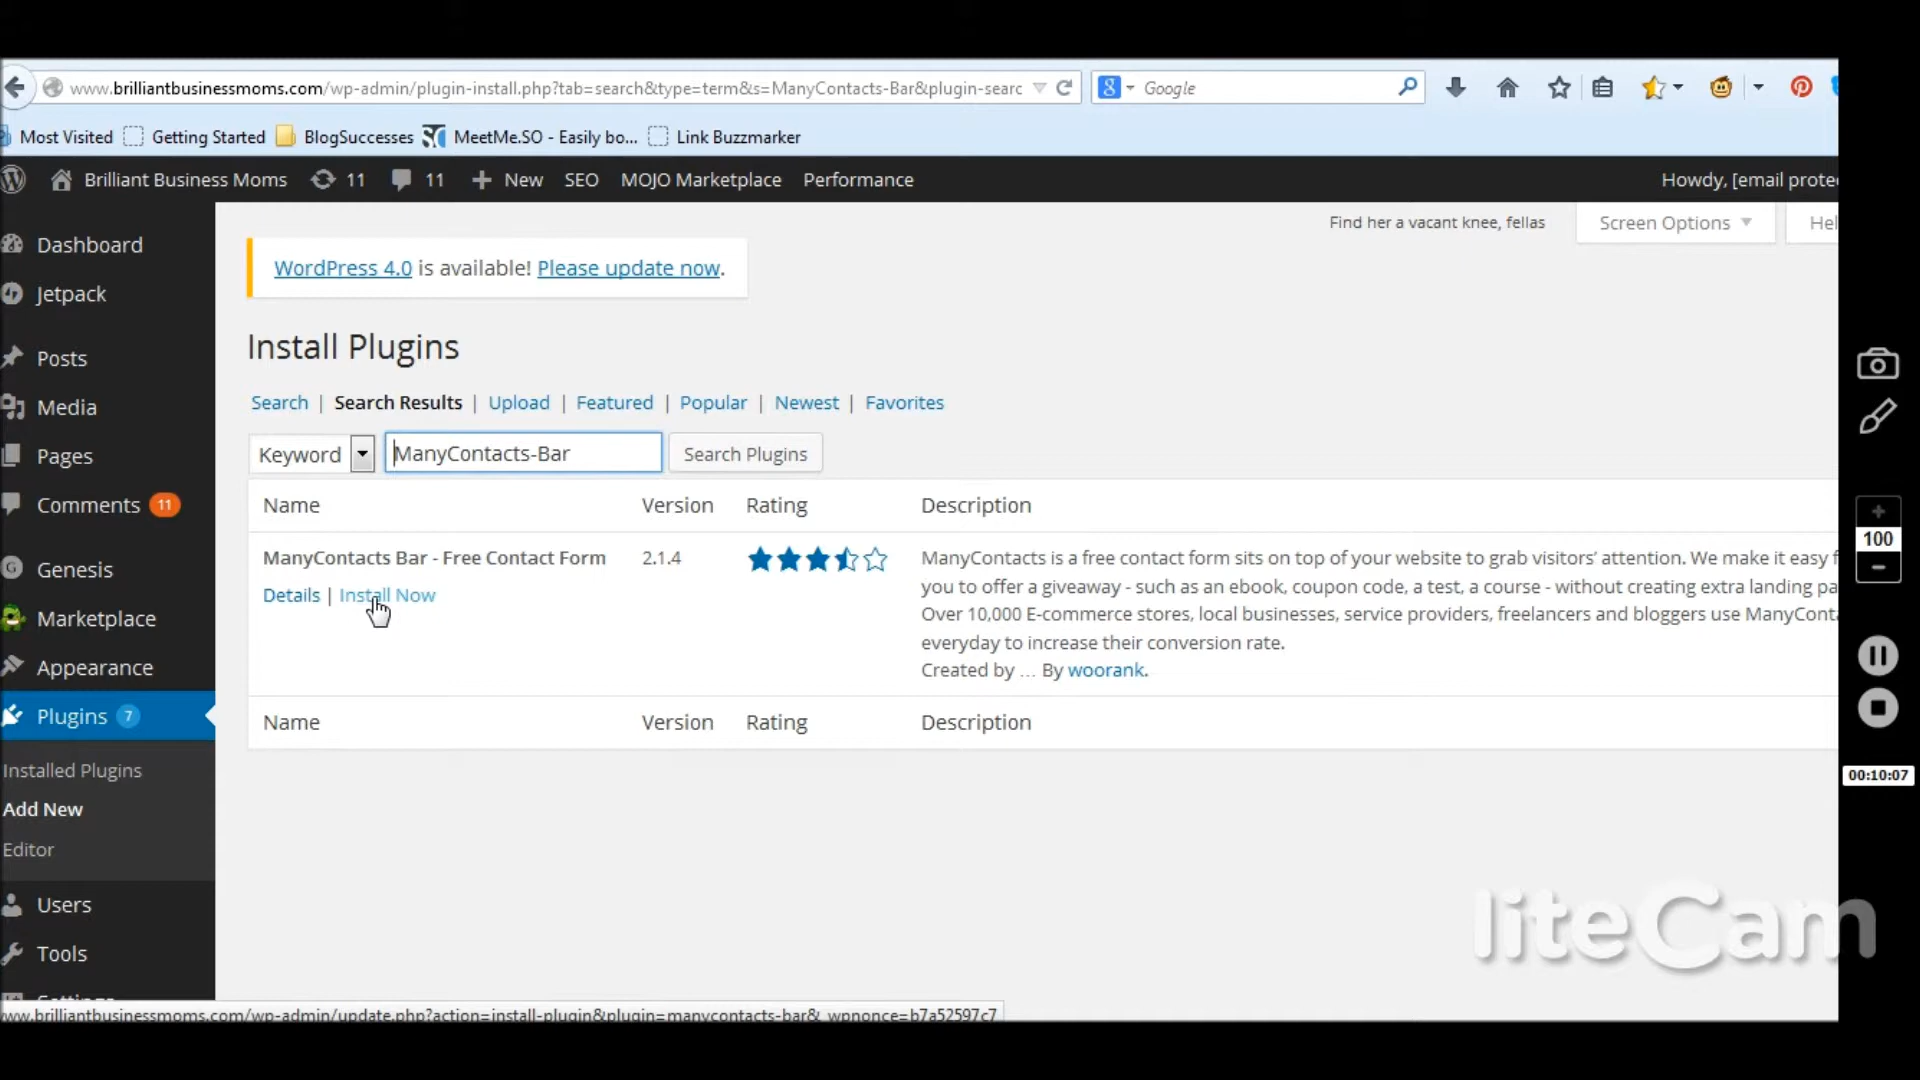 www.brilliantbusinessmoms.com/wp-admin/plugin-install.php?tab=search&type=term&s=ManyContacts-Bar&plugin-searc
Google
Most Visited
Getting Started
BlogSuccesses
MeetMe.SO - Easily bo...
Link Buzzmarker
Brilliant Business Moms
11
11
New
SEO
MOJO Marketplace
Performance
Howdy, [email prote
Find her a vacant knee, fellas
Screen Options
Hel
Dashboard
Jetpack
Posts
Media
Pages
Comments 11
Genesis
Marketplace
Appearance
Plugins 7
Installed Plugins
Add New
Editor
Users
Tools
Settings
WordPress 4.0 is available! Please update now.
Install Plugins
Search | Search Results | Upload | Featured | Popular | Newest | Favorites
Keyword
ManyContacts-Bar
Search Plugins
Name Version Rating Description
ManyContacts Bar - Free Contact Form
2.1.4
Details | Install Now
ManyContacts is a free contact form sits on top of your website to grab visitors' attention. We make it easy f
you to offer a giveaway - such as an ebook, coupon code, a test, a course - without creating extra landing pa
Over 10,000 E-commerce stores, local businesses, service providers, freelancers and bloggers use ManyConta
everyday to increase their conversion rate.
Created by … By woorank.
Name Version Rating Description
www.brilliantbusinessmoms.com/wp-admin/update.php?action=install-plugin&plugin=manycontacts-bar&_wpnonce=b7a52597c7
+
100
-
00:10:07
liteCam